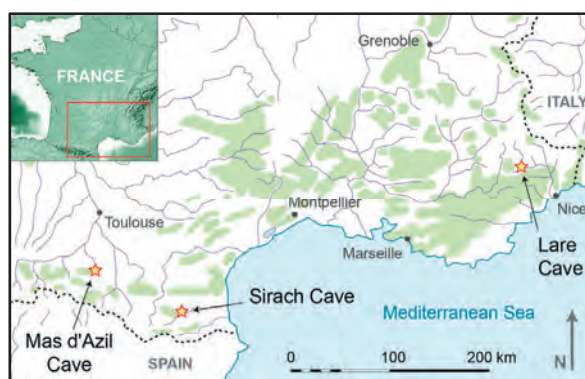 FRANCE
Grenoble
ITALY
Toulouse
Montpellier
Nice
Marseille
Lare
Cave
Sirach Cave
Mas d'Azil
Cave
Mediterranean Sea
SPAIN
0 100 200 km
N